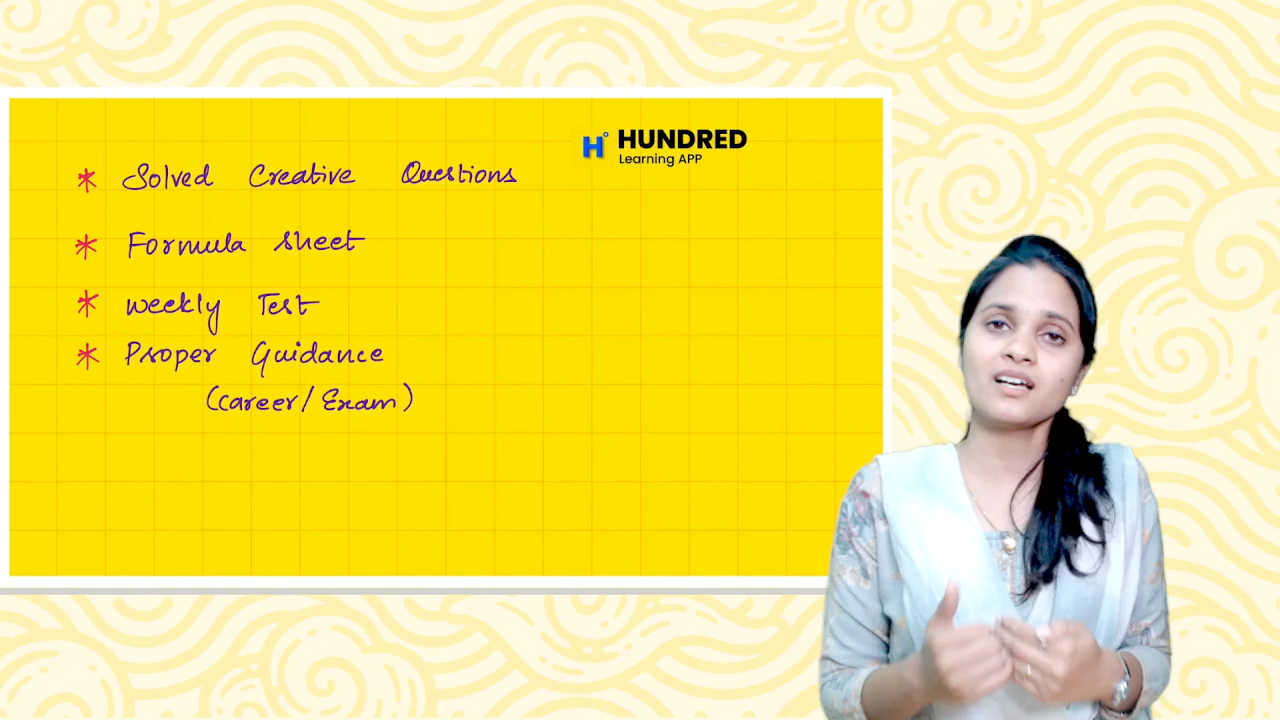 HUNDRED
Learning APP
* Solved Creative Questions
* Formula sheet
* weekly Test
* Proper Guidance
(career/Exam)